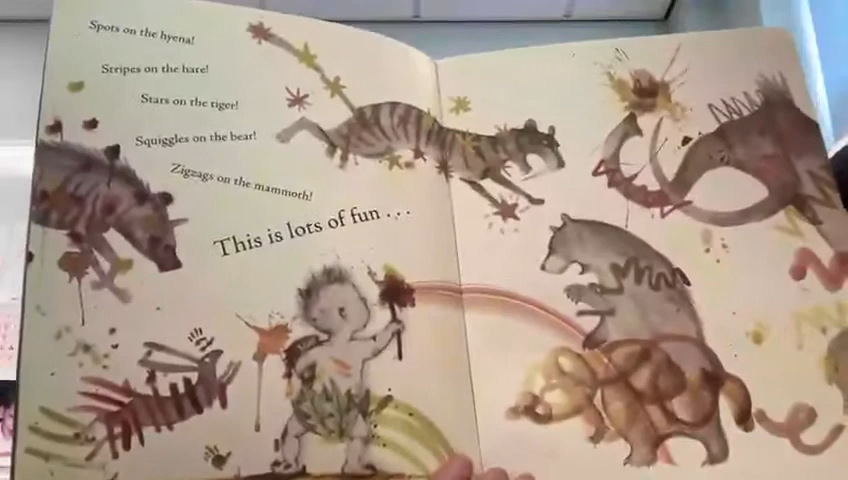 Spots on the hyena!
Stripes on the hare!
Stars on the tiger!
Squiggles on the bear!
Zigzags on the mammoth!
This is lots of fun . . .